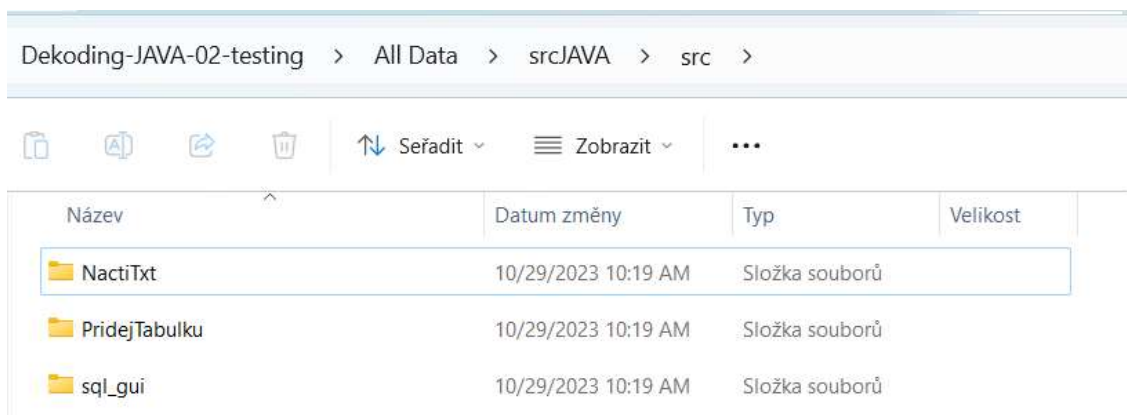 Dekoding-JAVA-02-testing > All Data > srcJAVA > src >
Seřadit Zobrazit ...
Název Datum změny Typ Velikost
NactiTxt 10/29/2023 10:19 AM Složka souborů
PridejTabulku 10/29/2023 10:19 AM Složka souborů
sql_gui 10/29/2023 10:19 AM Složka souborů